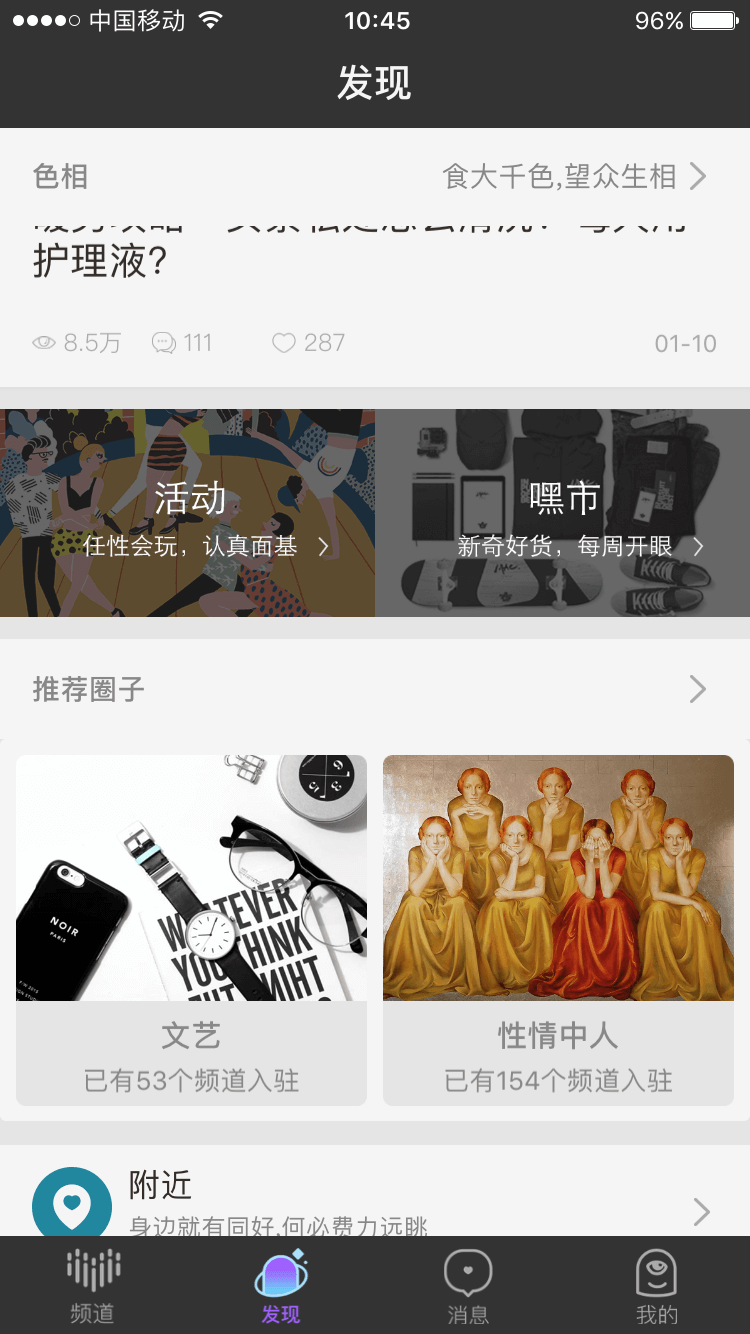 中国移动
10:45
96%
发现
色相
食大千色,望众生相
护理液?
8.5万
111
287
01-10
活动
任性会玩，认真面基
嘿市
新奇好货，每周开眼
推荐圈子
NOIR
PARIS
WHATEVER
YOU THINK
THINK
文艺
已有53个频道入驻
性情中人
已有154个频道入驻
附近
身边就有同好,何必费力远眺
频道
发现
消息
我的